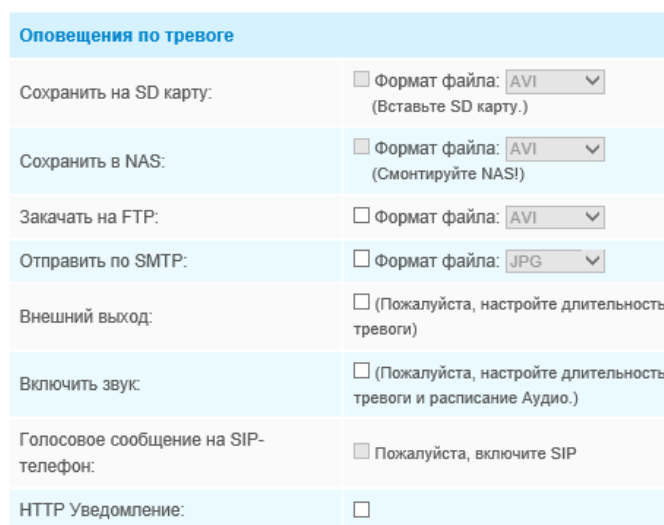 Оповещения по тревоге
Сохранить на SD карту:
Формат файла: AVI
(Вставьте SD карту.)
Сохранить в NAS:
Формат файла: AVI
(Смонтируйте NAS!)
Закачать на FTP:
Формат файла: AVI
Отправить по SMTP:
Формат файла: JPG
Внешний выход:
(Пожалуйста, настройте длительность
тревоги)
Включить звук:
(Пожалуйста, настройте длительность
тревоги и расписание Аудио.)
Голосовое сообщение на SIP-
телефон:
Пожалуйста, включите SIP
HTTP Уведомление: